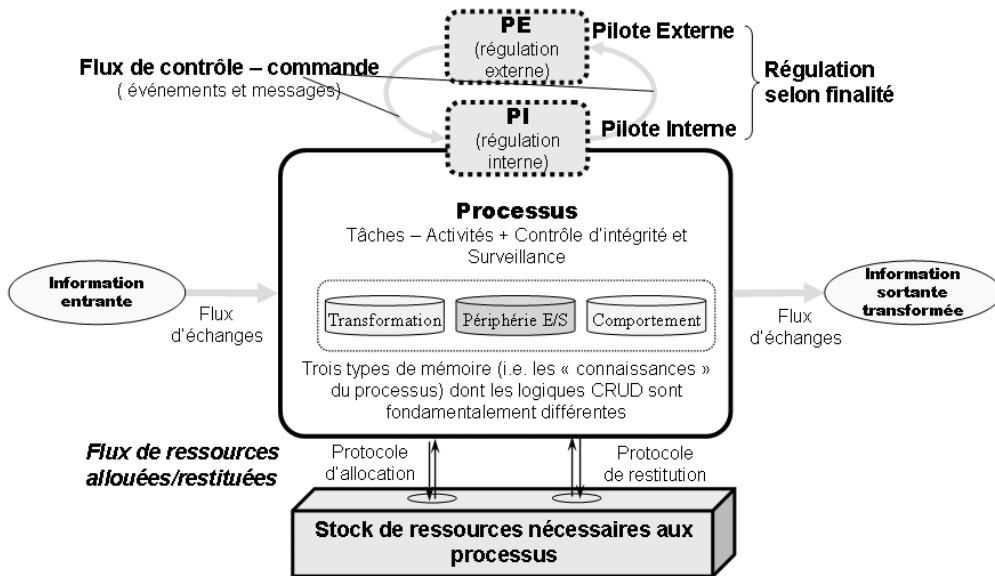 PE
(régulation
externe)
Pilote Externe
Flux de contrôle – commande
( événements et messages)
Régulation
selon finalité
PI
(régulation
interne)
Pilote Interne
Processus
Tâches – Activités + Contrôle d'intégrité et
Surveillance
Information
entrante
Flux
d'échanges
Transformation
Périphérie E/S
Comportement
Flux
d'échanges
Information
sortante
transformée
Trois types de mémoire (i.e. les « connaissances »
du processus) dont les logiques CRUD sont
fondamentalement différentes
Flux de ressources
allouées/restituées
Protocole
d'allocation
Protocole
de restitution
Stock de ressources nécessaires aux
processus